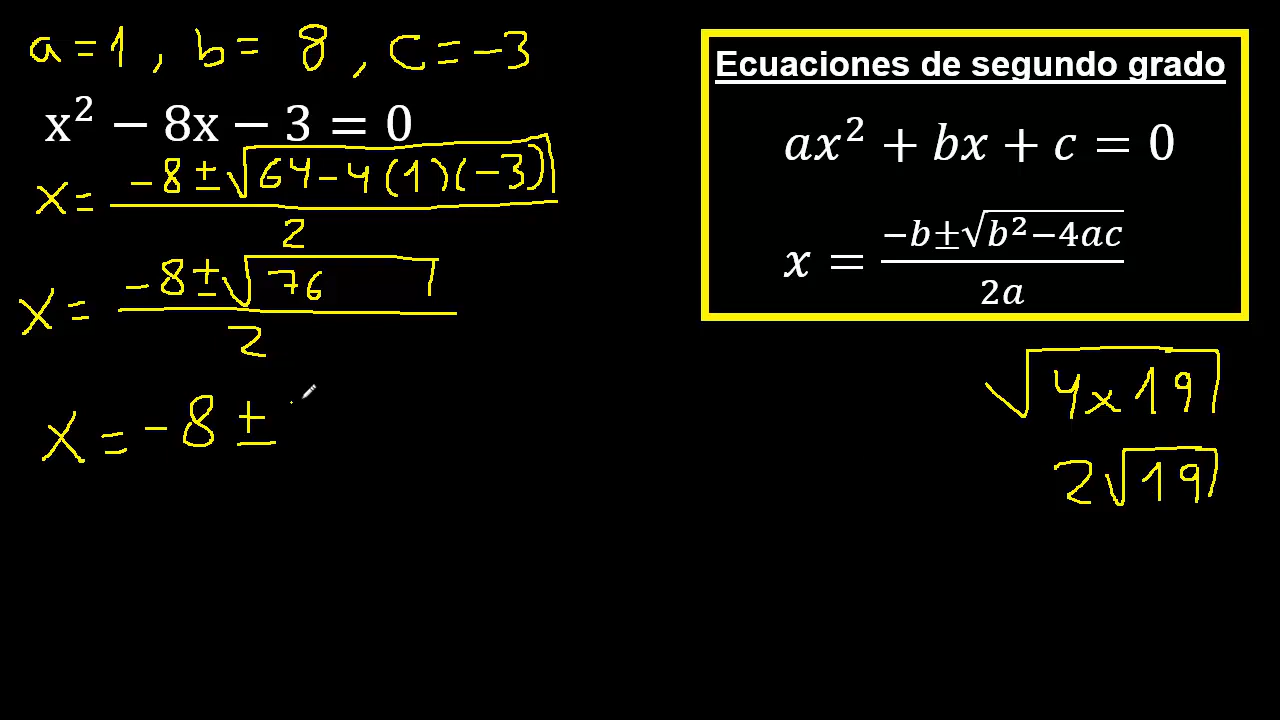 a = 1 , b = 8 , c = -3
x² − 8x − 3 = 0
x = (-8 ± √(64 - 4(1)(-3))) / 2
x = (-8 ± √76) / 2
x = -8 ±
Ecuaciones de segundo grado
ax² + bx + c = 0
x = (−b±√(b²−4ac)) / 2a
√(4x19)
2√19